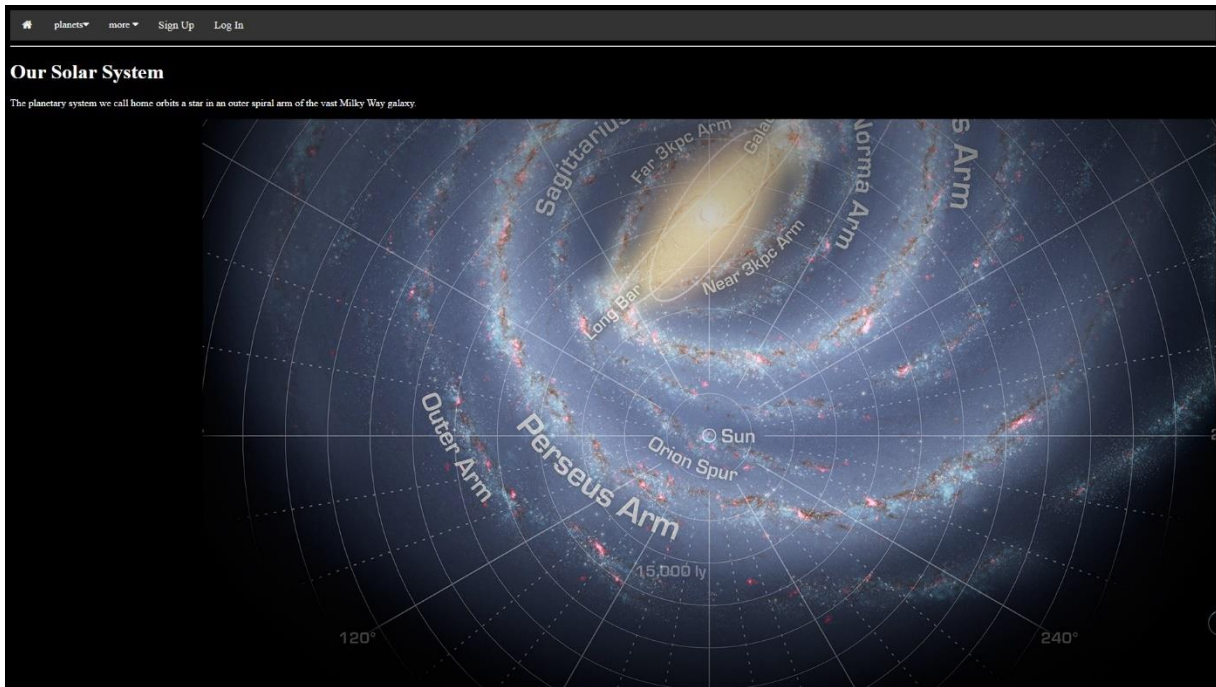 planets▾ more ▾ Sign Up Log In
Our Solar System
The planetary system we call home orbits a star in an outer spiral arm of the vast Milky Way galaxy.
Sagittarius
Far 3kpc Arm
Norma Arm
s Arm
Near 3kpc Arm
Long Bar
Outer Arm
Perseus Arm
Sun
Orion Spur
15,000 ly
120°
240°